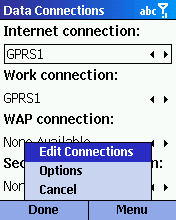 Data Connections abc
Internet connection:
GPRS1
Work connection:
GPRS1
WAP connection:
Edit Connections
Options
Cancel
Done Menu